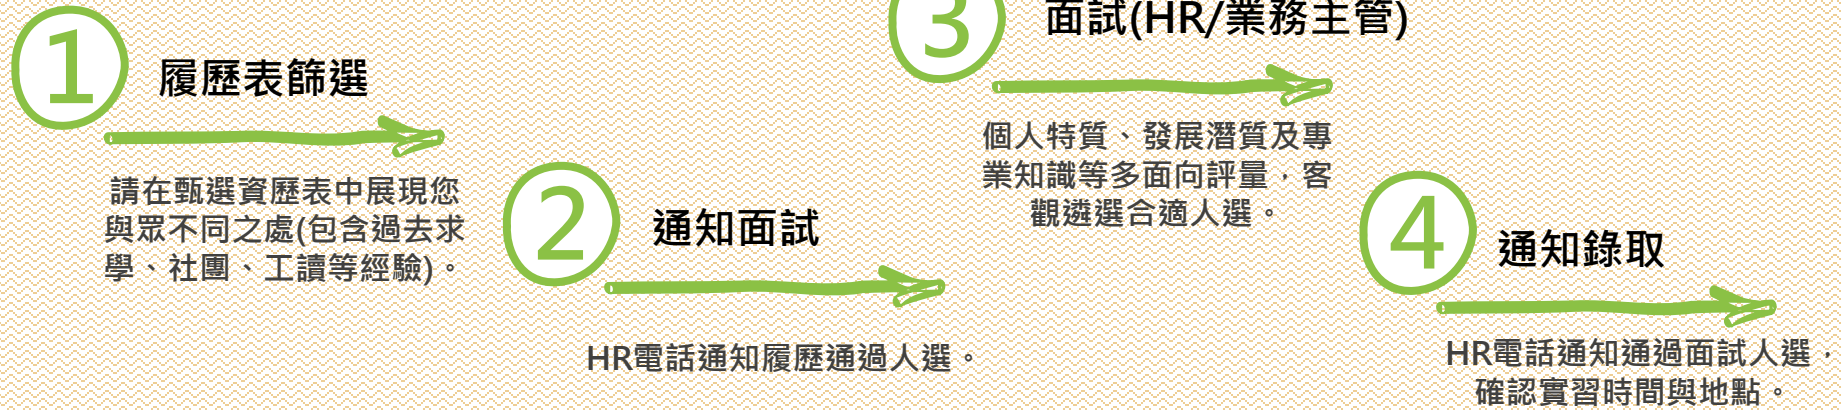 1
履歷表篩選
請在甄選資歷表中展現您
與眾不同之處(包含過去求
學、社團、工讀等經驗)。
2
通知面試
HR電話通知履歷通過人選。
3
面試(HR/業務主管)
個人特質、發展潛質及專
業知識等多面向評量，客
觀遴選合適人選。
4
通知錄取
HR電話通知通過面試人選，
確認實習時間與地點。